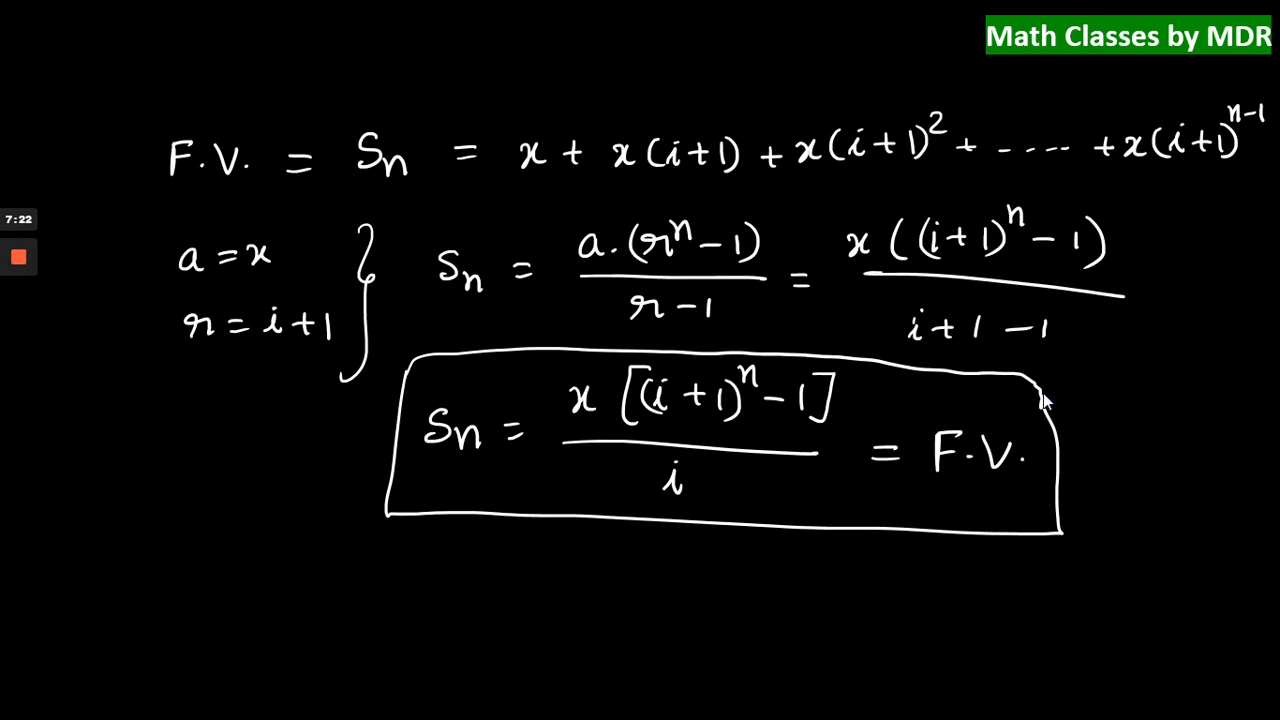 Math Classes by MDR
F.V. = Sn = x + x(i+1) + x(i+1)² + ..... + x(i+1)ⁿ⁻¹
7:22
a = x
r = i+1
} Sn = a.(rⁿ-1) / r-1 = x((i+1)ⁿ-1) / i+1-1
Sn = x[(i+1)ⁿ-1] / i = F.V.